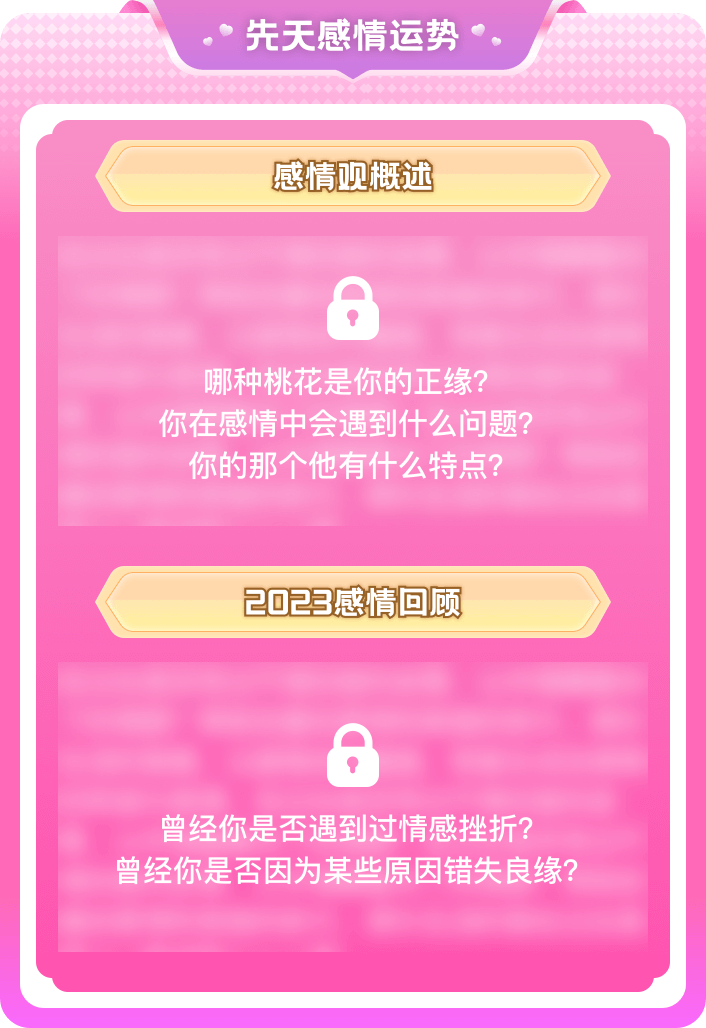 先天感情运势
感情观概述
哪种桃花是你的正缘?
你在感情中会遇到什么问题?
你的那个他有什么特点?
2023感情回顾
曾经你是否遇到过情感挫折?
曾经你是否因为某些原因错失良缘?